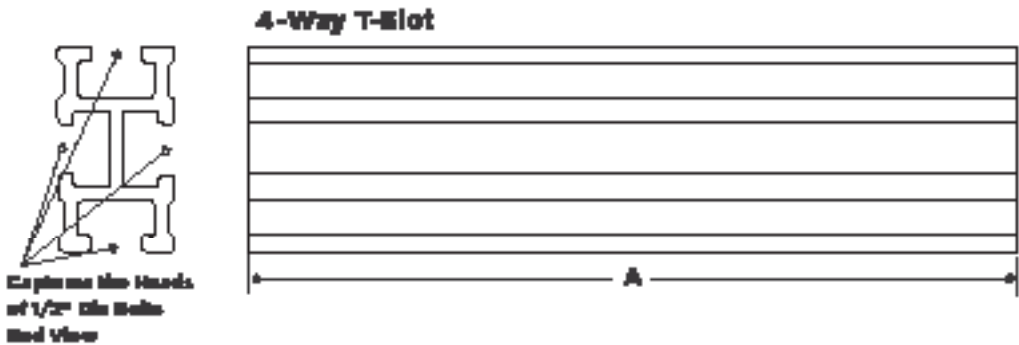 4-Way T-Slot
Captures the Heads
of 1/2" Dia Bolts
End View
A